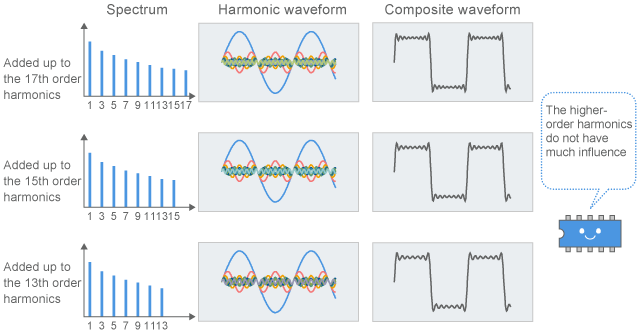 Spectrum
Harmonic waveform
Composite waveform
Added up to
the 17th order
harmonics
1 3 5 7 9 11 13 15 17
Added up to
the 15th order
harmonics
1 3 5 7 9 11 13 15
Added up to
the 13th order
harmonics
1 3 5 7 9 11 13
The higher-
order harmonics
do not have
much influence